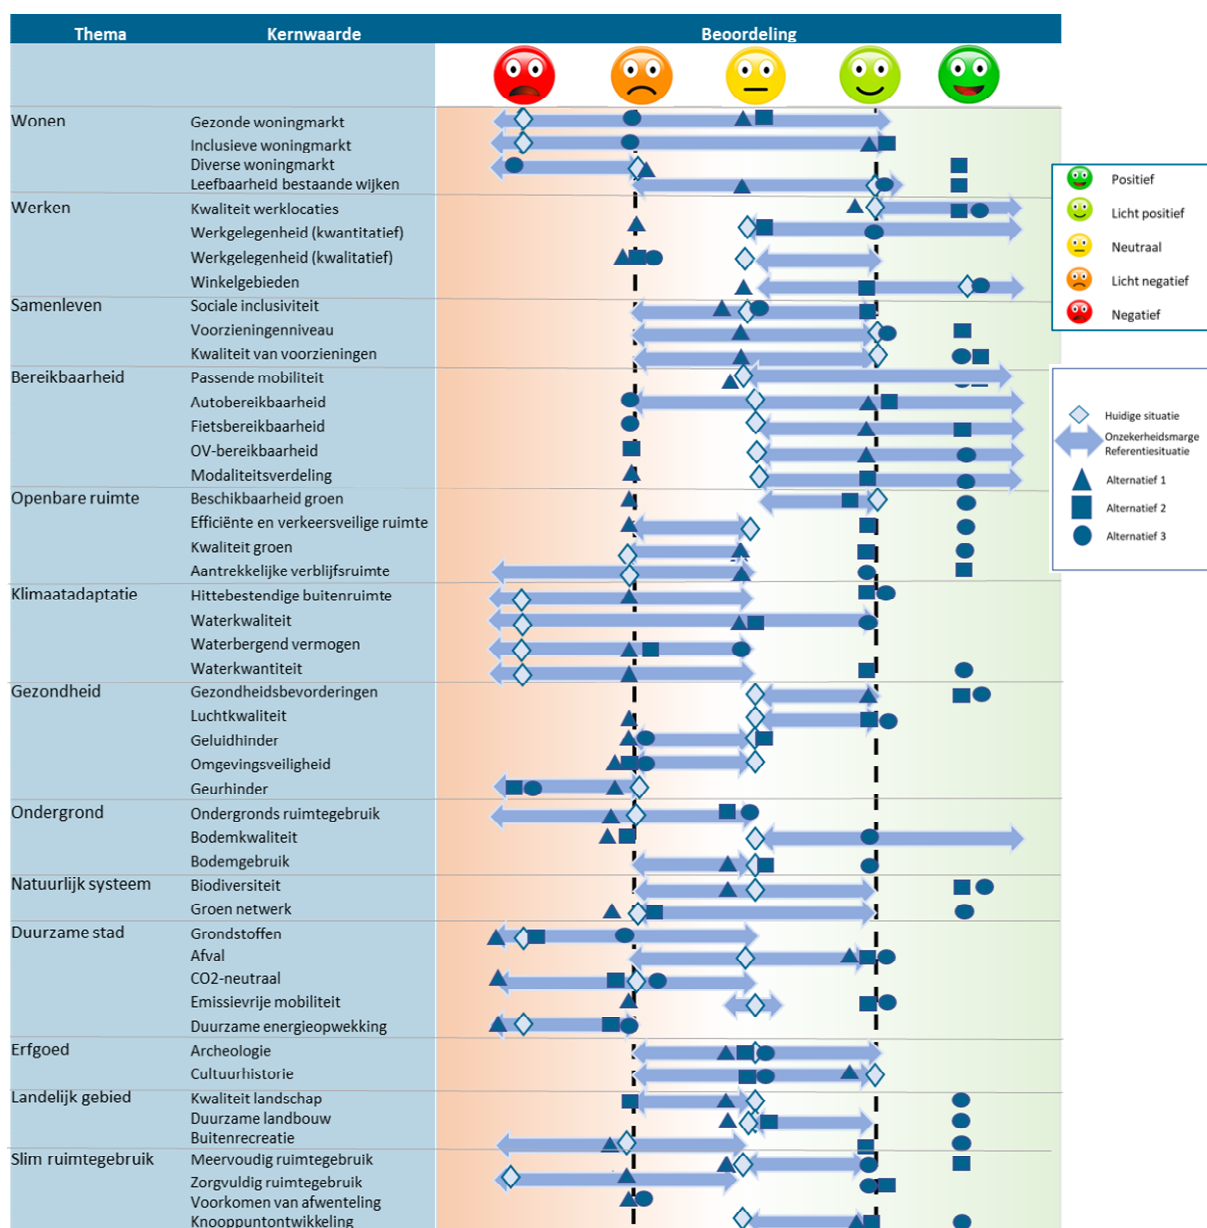 Thema Kernwaarde Beoordeling
Wonen Gezonde woningmarkt
Inclusieve woningmarkt
Diverse woningmarkt
Leefbaarheid bestaande wijken
Werken Kwaliteit werklocaties
Werkgelegenheid (kwantitatief)
Werkgelegenheid (kwalitatief)
Winkelgebieden
Samenleven Sociale inclusiviteit
Voorzieningenniveau
Kwaliteit van voorzieningen
Bereikbaarheid Passende mobiliteit
Autobereikbaarheid
Fietsbereikbaarheid
OV-bereikbaarheid
Modaliteitsverdeling
Openbare ruimte Beschikbaarheid groen
Efficiënte en verkeersveilige ruimte
Kwaliteit groen
Aantrekkelijke verblijfsruimte
Klimaatadaptatie Hittebestendige buitenruimte
Waterkwaliteit
Waterbergend vermogen
Waterkwantiteit
Gezondheid Gezondheidsbevorderingen
Luchtkwaliteit
Geluidhinder
Omgevingsveiligheid
Geurhinder
Ondergrond Ondergronds ruimtegebruik
Bodemkwaliteit
Bodemgebruik
Natuurlijk systeem Biodiversiteit
Groen netwerk
Duurzame stad Grondstoffen
Afval
CO2-neutraal
Emissievrije mobiliteit
Duurzame energieopwekking
Erfgoed Archeologie
Cultuurhistorie
Landelijk gebied Kwaliteit landschap
Duurzame landbouw
Buitenrecreatie
Slim ruimtegebruik Meervoudig ruimtegebruik
Zorgvuldig ruimtegebruik
Voorkomen van afwenteling
Knooppuntontwikkeling
Positief
Licht positief
Neutraal
Licht negatief
Negatief
Huidige situatie
Onzekerheidsmarge
Referentiesituatie
Alternatief 1
Alternatief 2
Alternatief 3